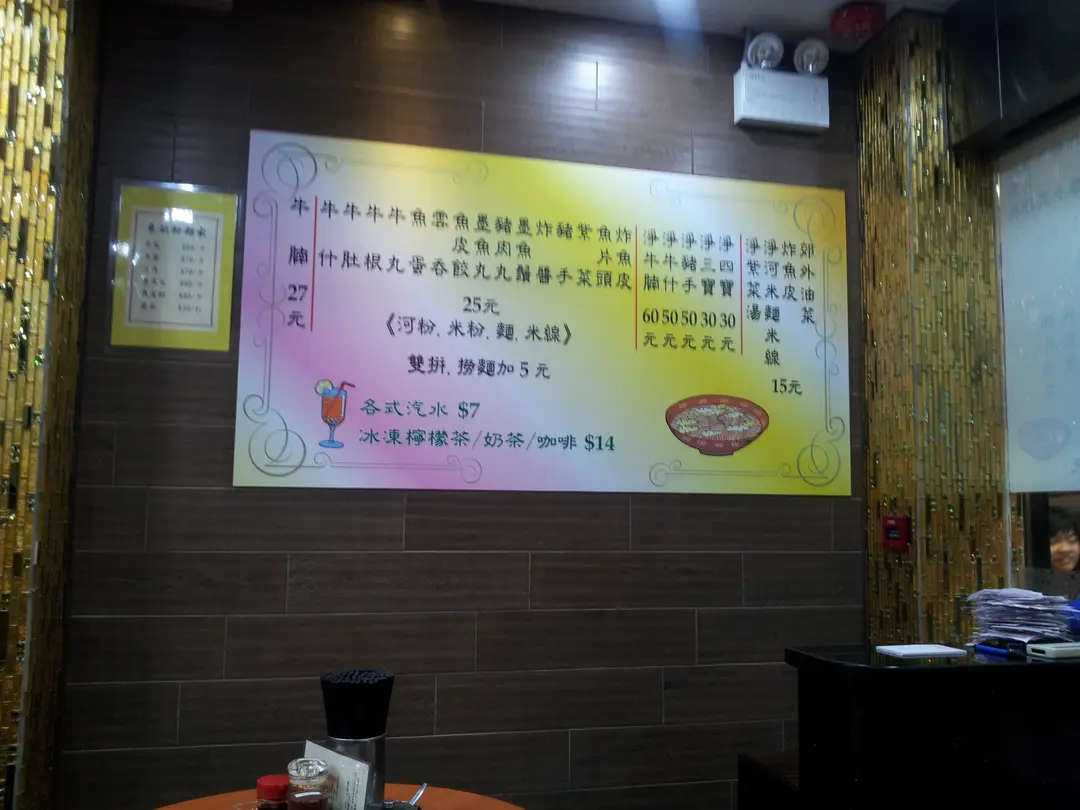 牛腩
27元
牛什
牛肚
牛根
牛丸
魚蛋
雲吞
魚皮餃
墨魚丸
豬肉丸
墨魚鬚
炸醬
豬手
紫菜
魚片頭
炸魚皮
25元
《河粉、米粉、麵、米線》
雙拼、撈麵加 5 元
淨牛腩60元
淨牛什50元
淨豬手50元
淨三寶30元
淨四寶30元
淨紫菜湯
淨河米麵米線
炸魚皮
郊外油菜
15元
各式汽水 $7
冰凍檸檬茶/奶茶/咖啡 $14